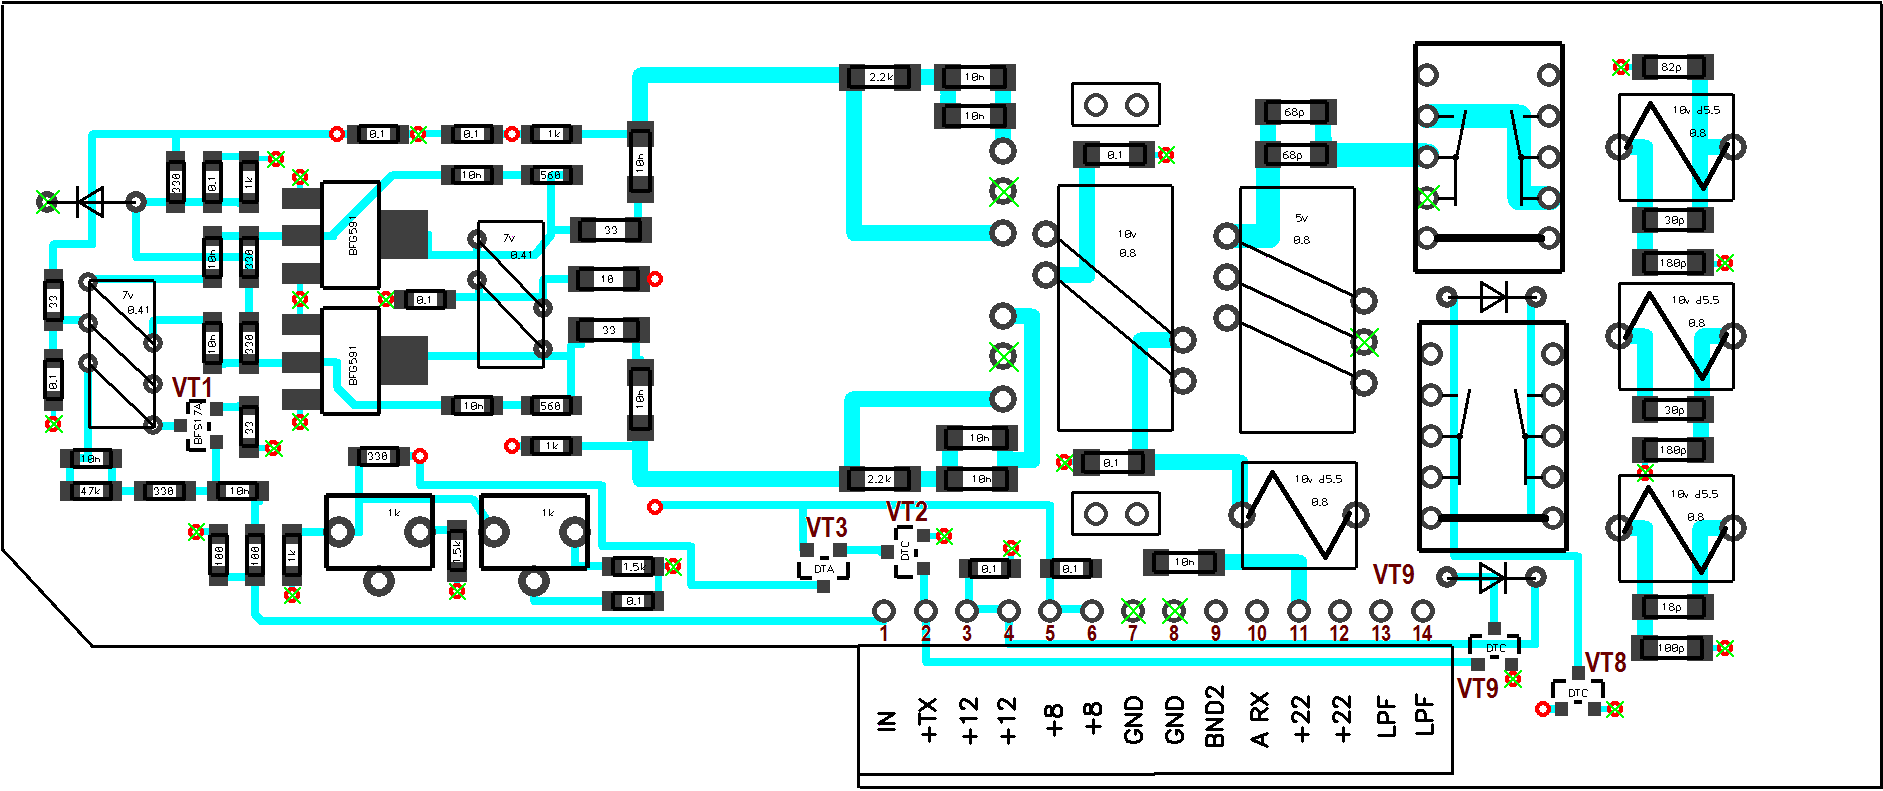 82p
2.2k
10n
10v d5.5
0.8
68p
10n
0.1
0.1
1k
10n
68p
0.1
330
0.1
1k
10n
560
30p
33
5v
0.8
10v
0.8
BFG591
7v
0.41
180p
10n
330
10
33
7v
0.41
0.1
10v d5.5
0.8
33
10n
330
BFG591
0.1
VT1
10n
10n
560
30p
BFS17A
33
1k
10n
180p
10n
330
0.1
47k
330
10n
2.2k
10n
10v d5.5
0.8
10v d5.5
0.8
1k
1k
VT3
VT2
100
100
1k
1.5k
DTC
1.5k
DTA
0.1
0.1
10n
VT9
0.1
18p
1 2 3 4 5 6 7 8 9 10 11 12 13 14
DTC
100p
VT9
VT8
DTC
IN
+TX
+12
+12
+8
+8
GND
GND
BND2
A RX
+22
+22
LPF
LPF